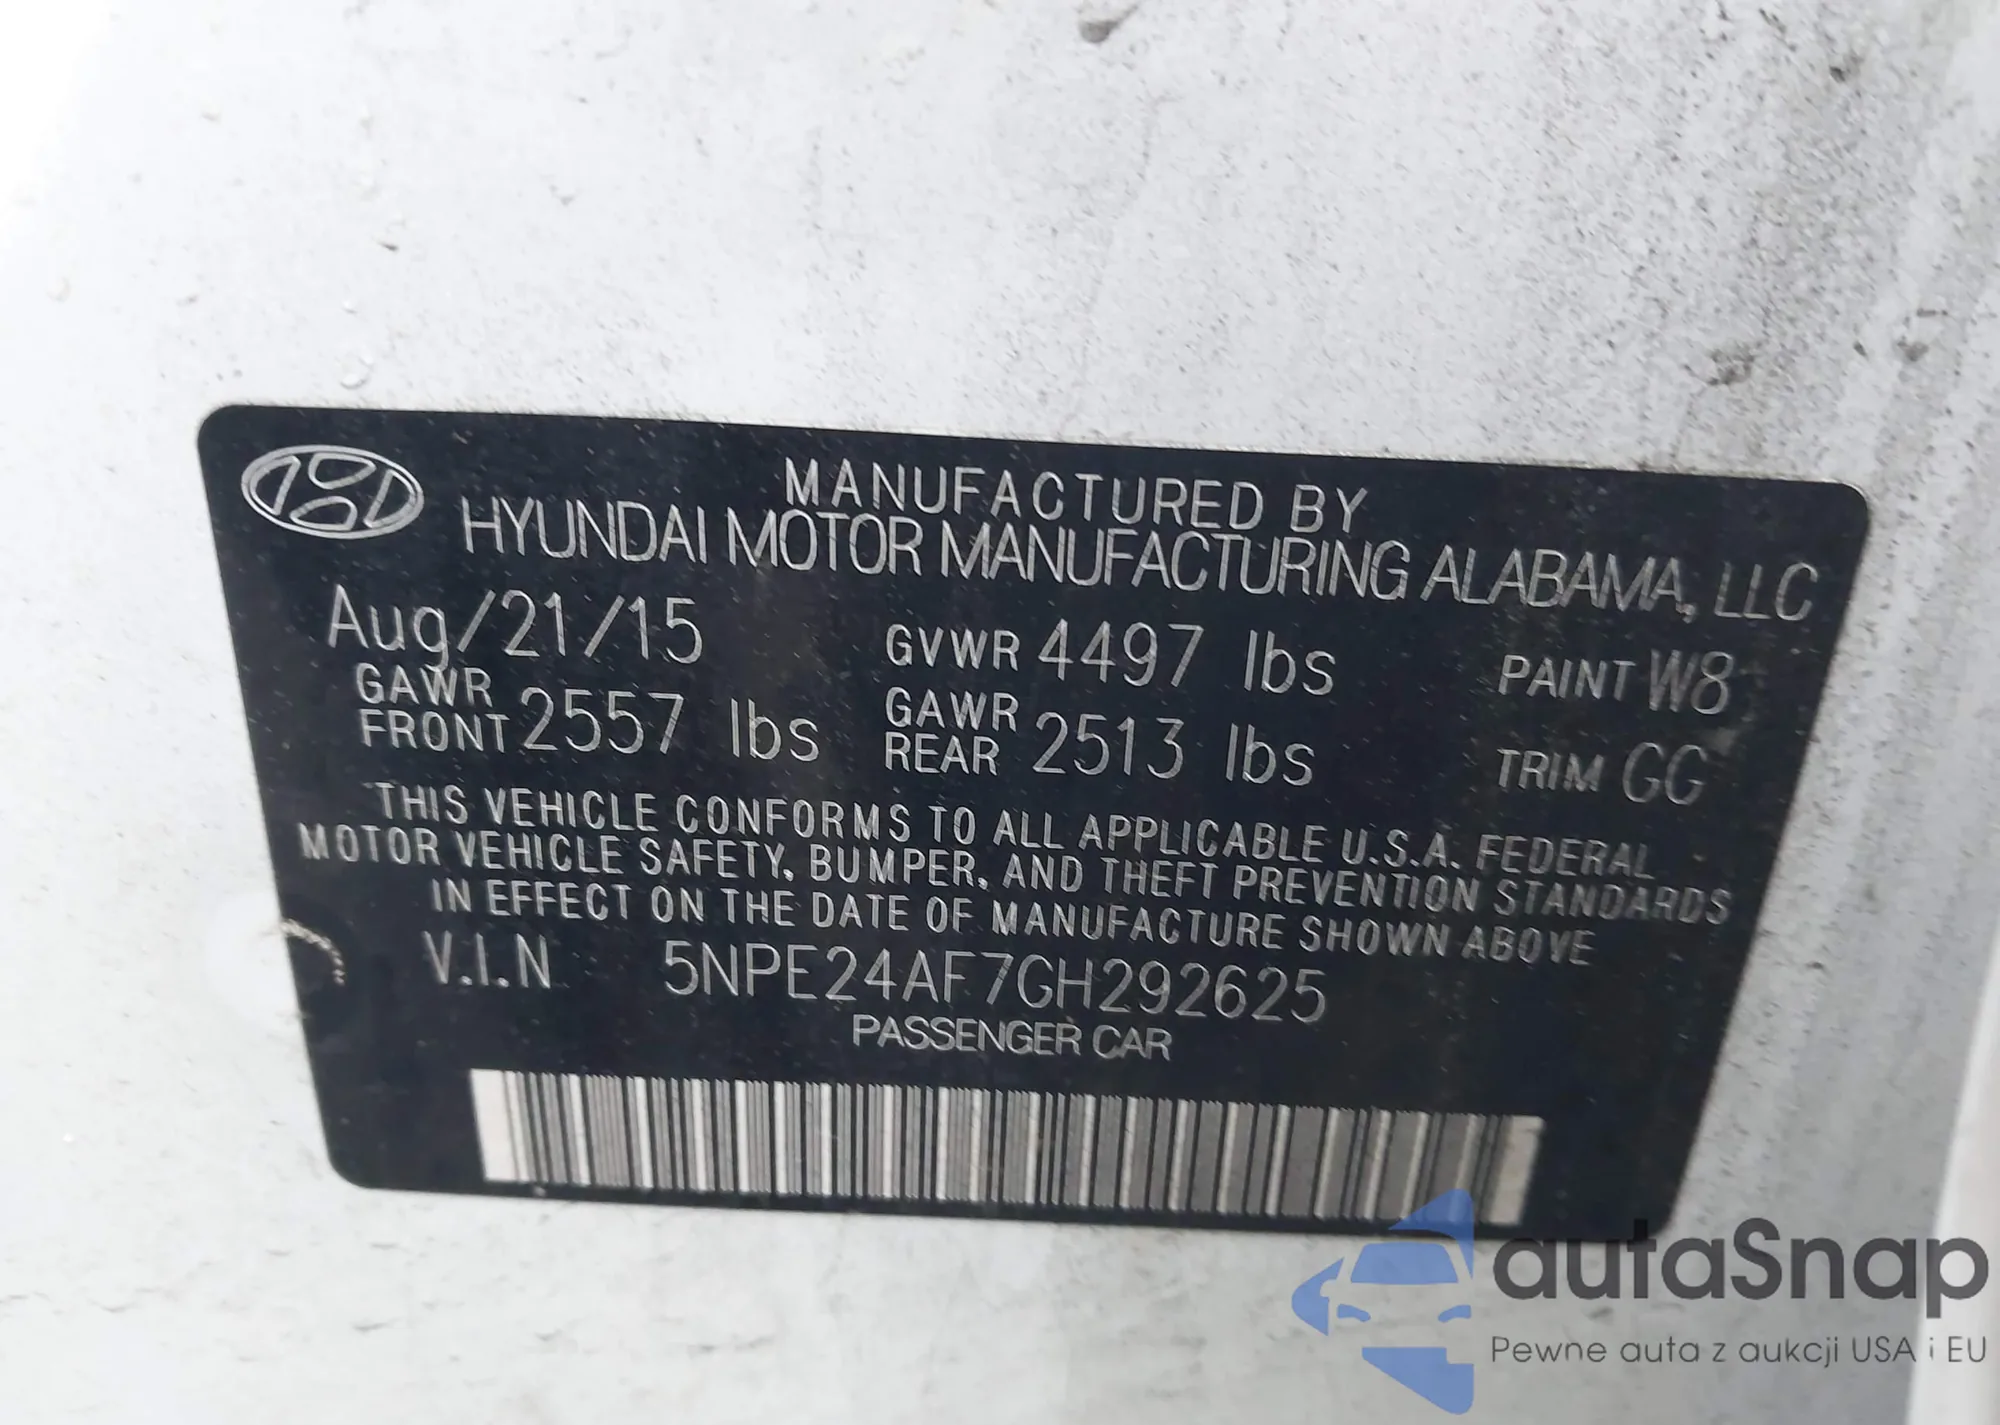 MANUFACTURED BY
HYUNDAI MOTOR MANUFACTURING ALABAMA, LLC
Aug/21/15 GVWR 4497 lbs PAINT W8
GAWR FRONT 2557 lbs GAWR REAR 2513 lbs TRIM GG
THIS VEHICLE CONFORMS TO ALL APPLICABLE U.S.A. FEDERAL
MOTOR VEHICLE SAFETY, BUMPER, AND THEFT PREVENTION STANDARDS
IN EFFECT ON THE DATE OF MANUFACTURE SHOWN ABOVE
V.I.N 5NPE24AF7GH292625
PASSENGER CAR
autaSnap
Pewne auta z aukcji USA i EU